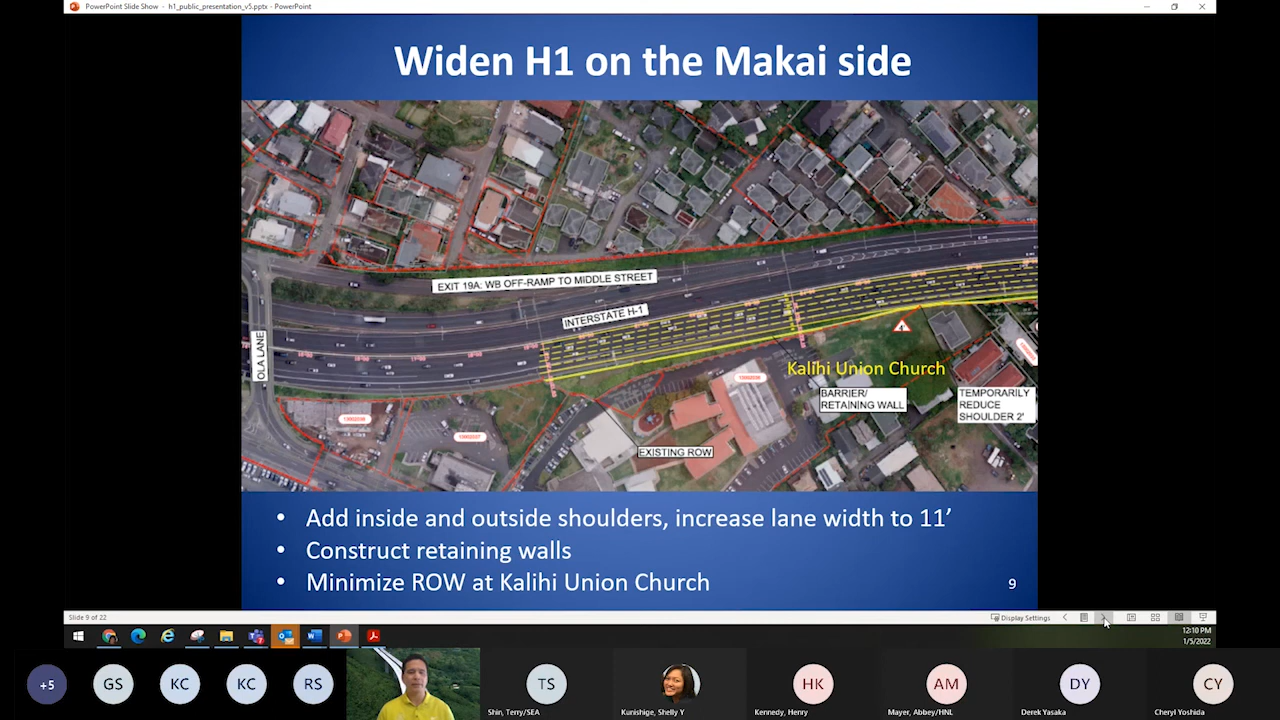 PowerPoint Slide Show - h1_public_presentation_v5.pptx - PowerPoint
Widen H1 on the Makai side
EXIT 19A: WB OFF-RAMP TO MIDDLE STREET
INTERSTATE H-1
OLA LANE
4
Kalihi Union Church
BARRIER/
RETAINING WALL
TEMPORARILY
REDUCE
SHOULDER 2'
EXISTING ROW
• Add inside and outside shoulders, increase lane width to 11’
• Construct retaining walls
• Minimize ROW at Kalihi Union Church
9
Slide 9 of 22
Display Settings
12:10 PM
1/5/2022
+5
GS
KC
KC
RS
TS
HK
AM
DY
CY
Shin, Terry/SEA
Kunishige, Shelly Y
Kennedy, Henry
Mayer, Abbey/HNL
Derek Yasaka
Cheryl Yoshida